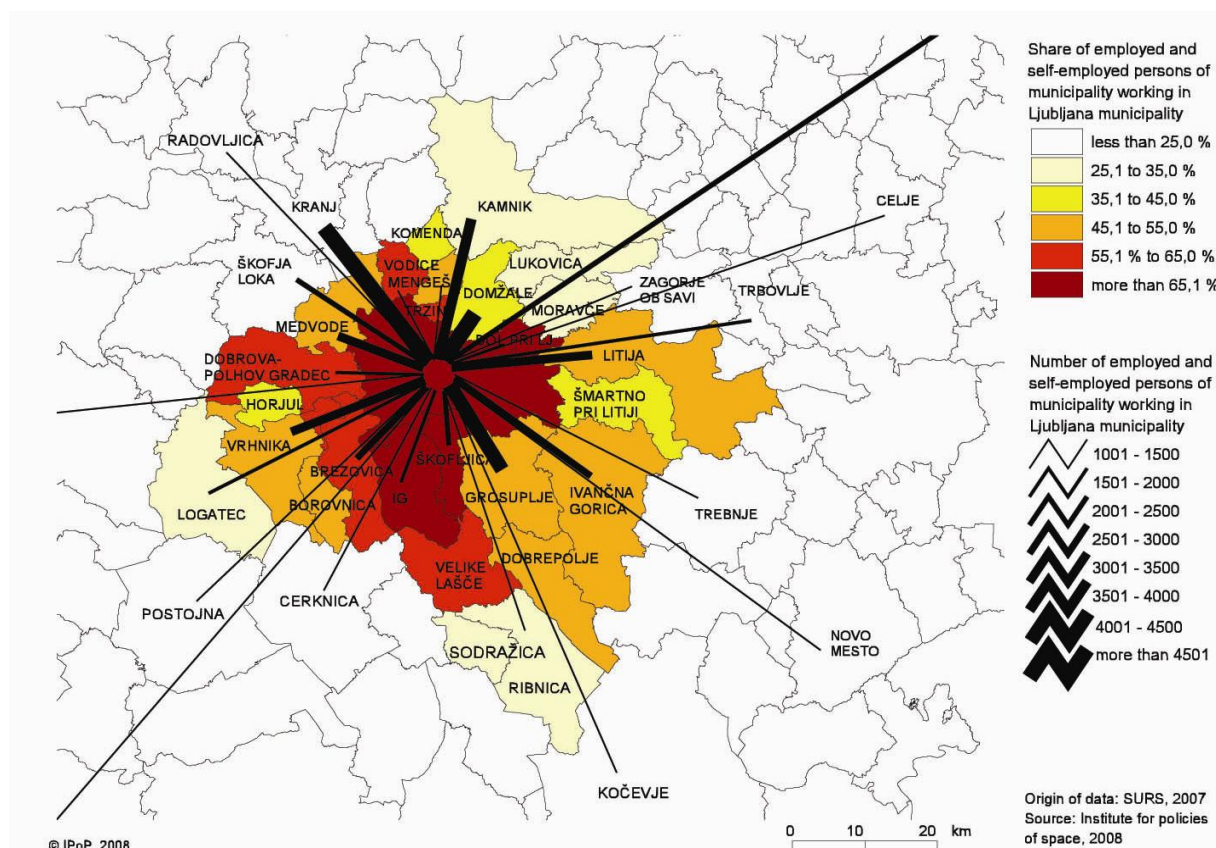 RADOVLJICA
KRANJ
KAMNIK
CELJE
KOMENDA
ŠKOFJA
LOKA
VODICE
LUKOVICA
MENGEŠ
DOMŽALE
ZAGORJE
OB SAVI
TRBOVLJE
TRZIN
MORAVČE
MEDVODE
DOL PRI LJ
LITIJA
DOBROVA-
POLHOV GRADEC
HORJUL
ŠMARTNO
PRI LITIJI
VRHNIKA
BREZOVICA
ŠKOFLJICA
LOGATEC
BOROVNICA
IG
GROSUPLJE
IVANČNA
GORICA
TREBNJE
DOBREPOLJE
VELIKE
LAŠČE
POSTOJNA
CERKNICA
SODRAŽICA
NOVO
MESTO
RIBNICA
KOČEVJE
© IPoP, 2008
0 10 20 km
Share of employed and
self-employed persons of
municipality working in
Ljubljana municipality
less than 25,0 %
25,1 to 35,0 %
35,1 to 45,0 %
45,1 to 55,0 %
55,1 % to 65,0 %
more than 65,1 %
Number of employed and
self-employed persons of
municipality working in
Ljubljana municipality
1001 - 1500
1501 - 2000
2001 - 2500
2501 - 3000
3001 - 3500
3501 - 4000
4001 - 4500
more than 4501
Origin of data: SURS, 2007
Source: Institute for policies
of space, 2008